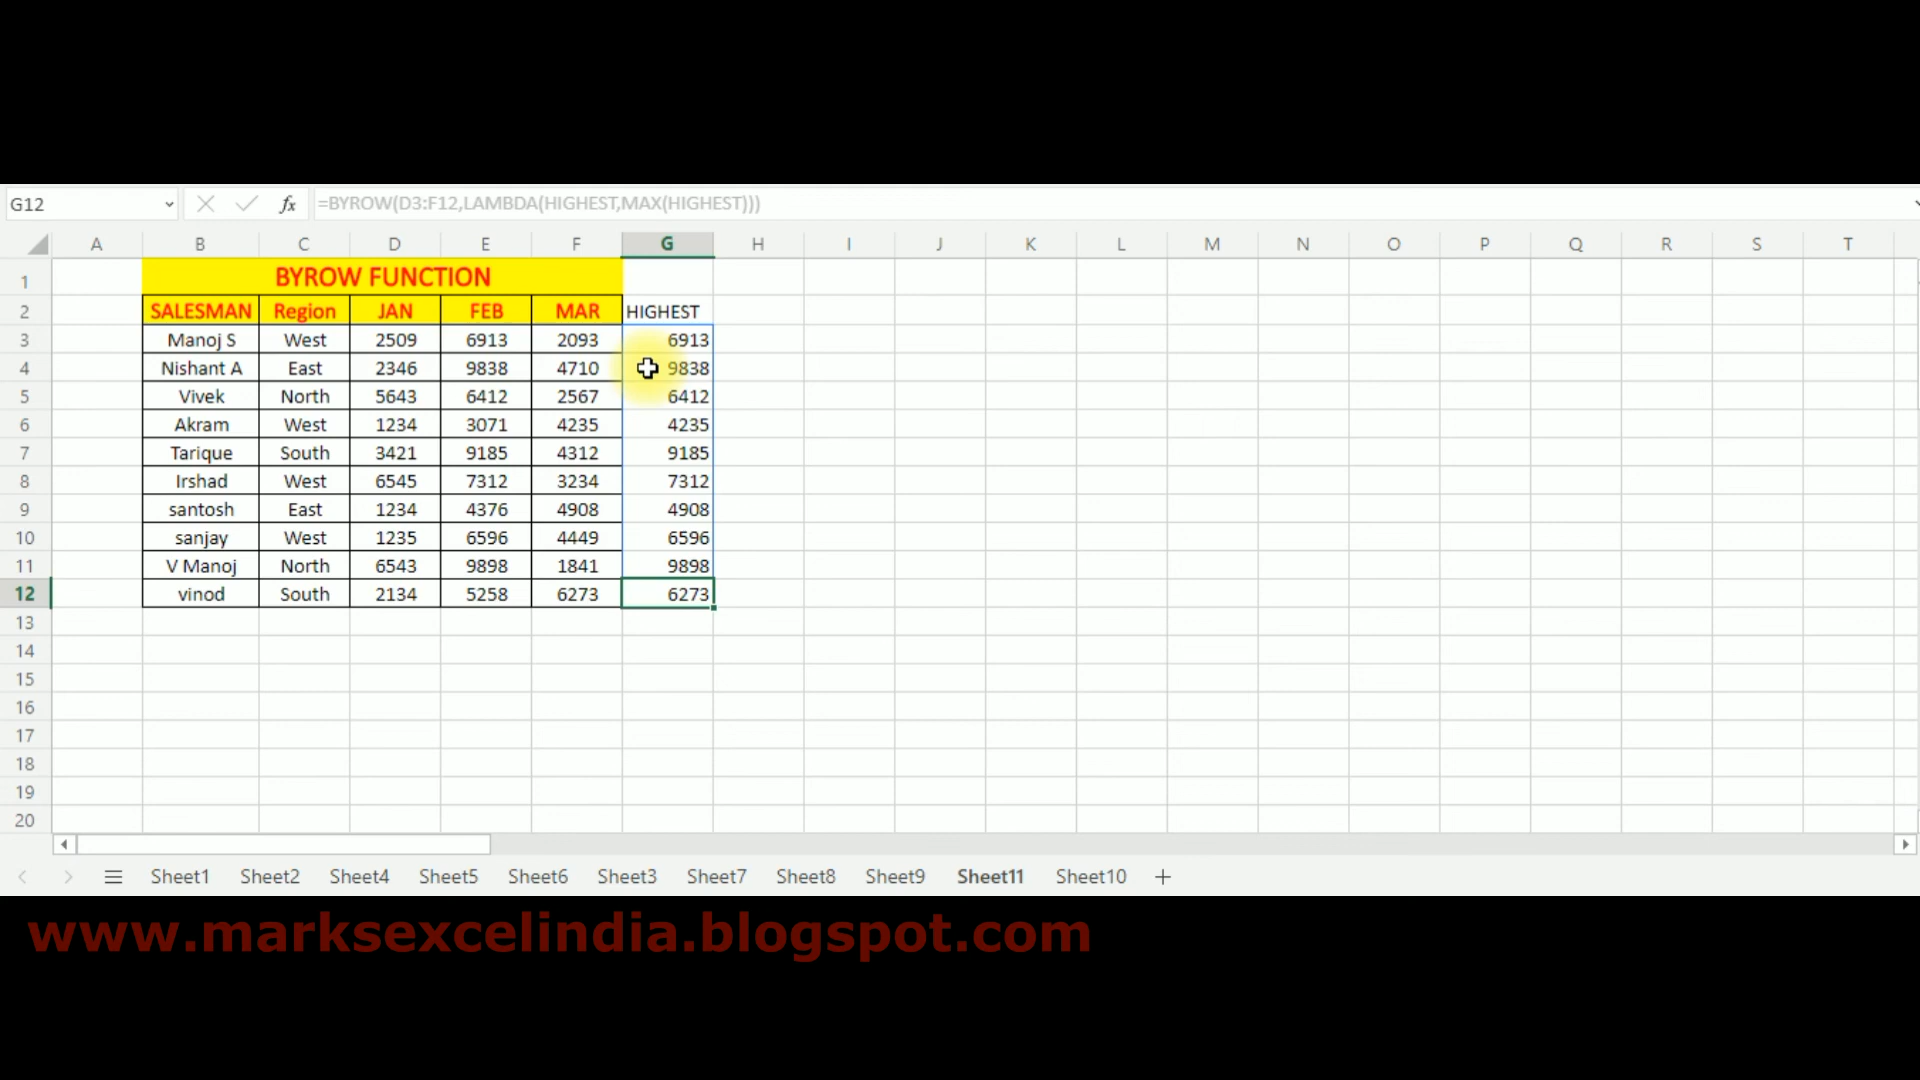 G12 fx =BYROW(D3:F12,LAMBDA(HIGHEST,MAX(HIGHEST)))
A B C D E F G H I J K L M N O P Q R S T
1 BYROW FUNCTION
2 SALESMAN Region JAN FEB MAR HIGHEST
3 Manoj S West 2509 6913 2093 6913
4 Nishant A East 2346 9838 4710 9838
5 Vivek North 5643 6412 2567 6412
6 Akram West 1234 3071 4235 4235
7 Tarique South 3421 9185 4312 9185
8 Irshad West 6545 7312 3234 7312
9 santosh East 1234 4376 4908 4908
10 sanjay West 1235 6596 4449 6596
11 V Manoj North 6543 9898 1841 9898
12 vinod South 2134 5258 6273 6273
13
14
15
16
17
18
19
20
Sheet1 Sheet2 Sheet4 Sheet5 Sheet6 Sheet3 Sheet7 Sheet8 Sheet9 Sheet11 Sheet10
www.marksexcelindia.blogspot.com